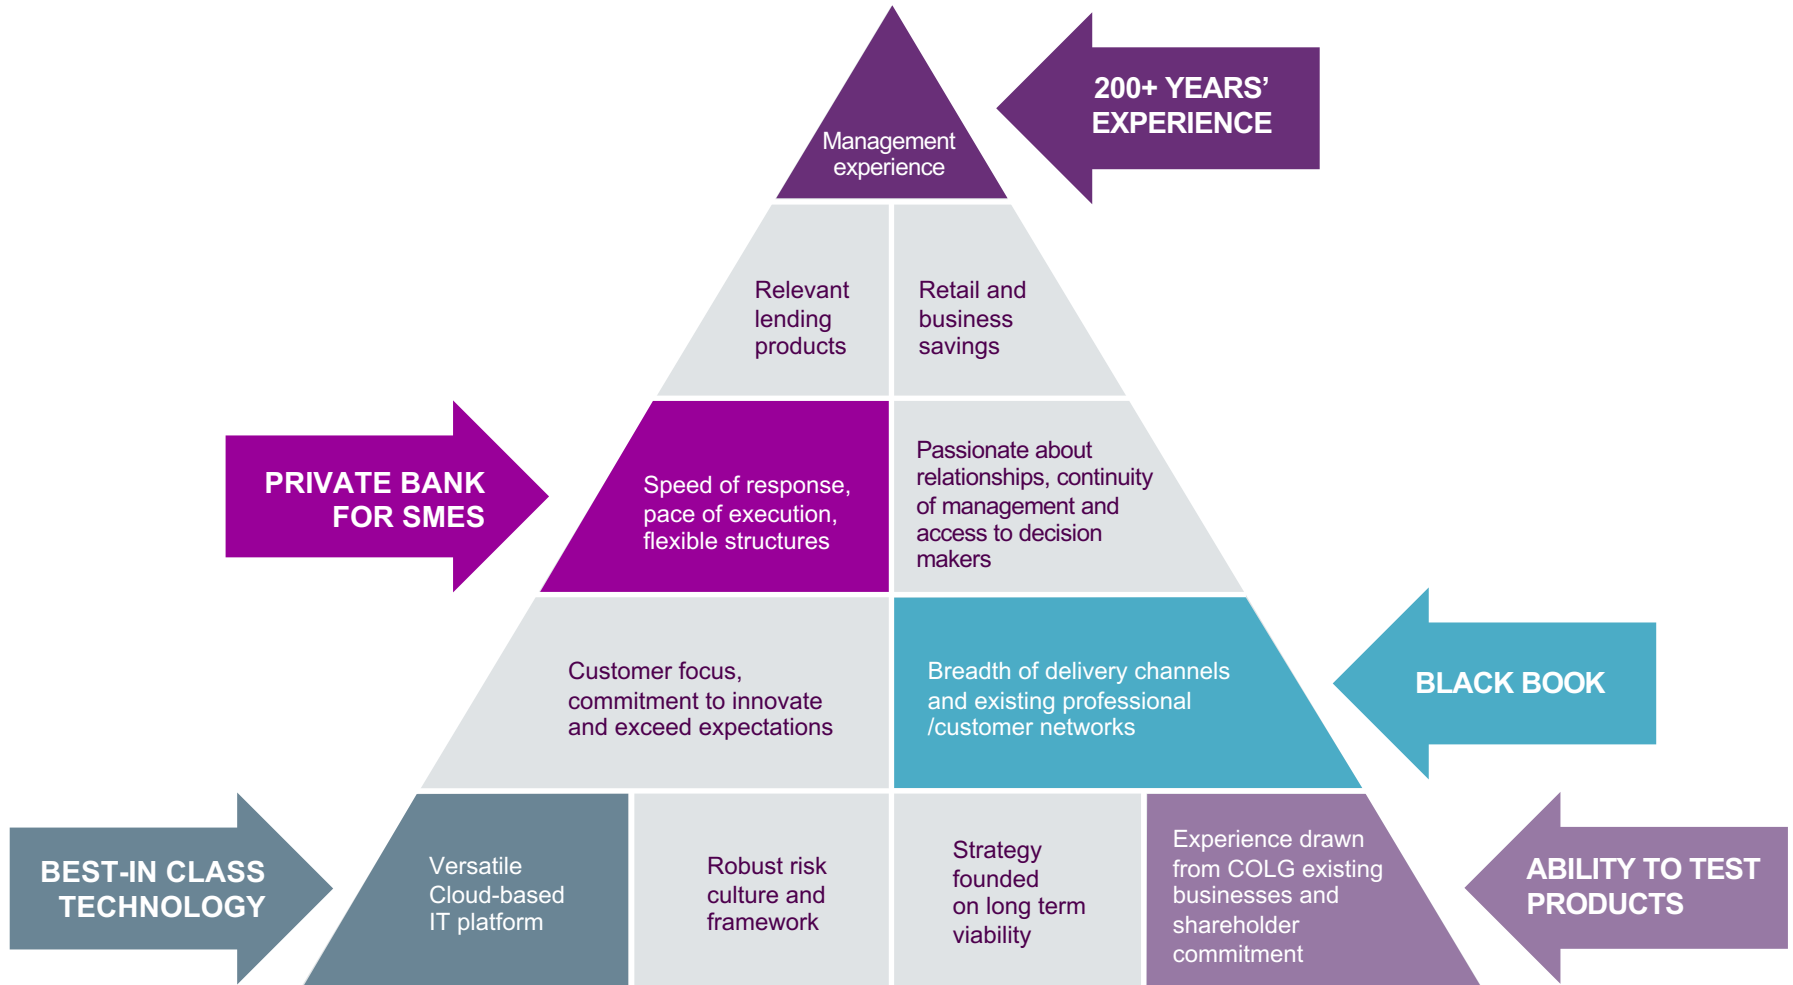 200+ YEARS’
EXPERIENCE
Management
experience
Relevant
lending
products
Retail and
business
savings
PRIVATE BANK
FOR SMES
Speed of response,
pace of execution,
flexible structures
Passionate about
relationships, continuity
of management and
access to decision
makers
Customer focus,
commitment to innovate
and exceed expectations
Breadth of delivery channels
and existing professional
/customer networks
BLACK BOOK
BEST-IN CLASS
TECHNOLOGY
Versatile
Cloud-based
IT platform
Robust risk
culture and
framework
Strategy
founded
on long term
viability
Experience drawn
from COLG existing
businesses and
shareholder
commitment
ABILITY TO TEST
PRODUCTS